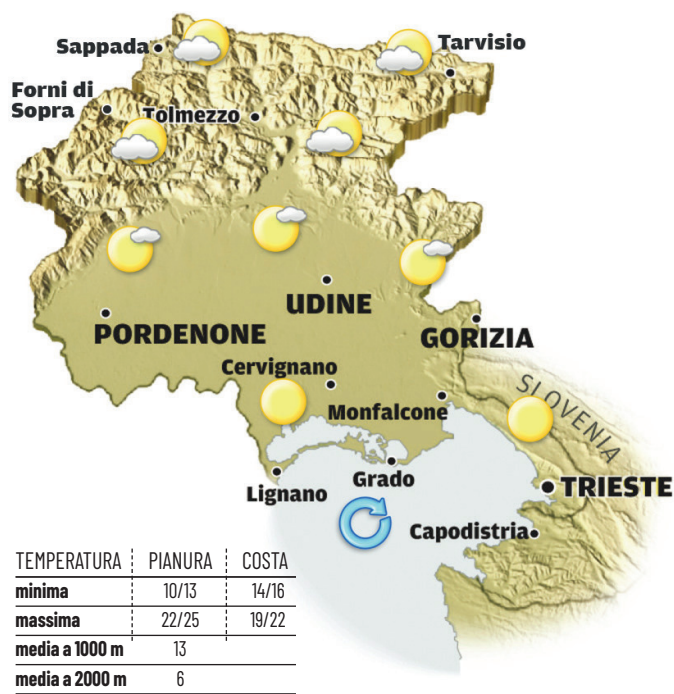 Sappada
Tarvisio
Forni di
Sopra
Tolmezzo
UDINE
PORDENONE
GORIZIA
Cervignano
SLOVENIA
Monfalcone
Grado
Lignano
TRIESTE
Capodistria
TEMPERATURA PIANURA COSTA
minima 10/13 14/16
massima 22/25 19/22
media a 1000 m 13
media a 2000 m 6